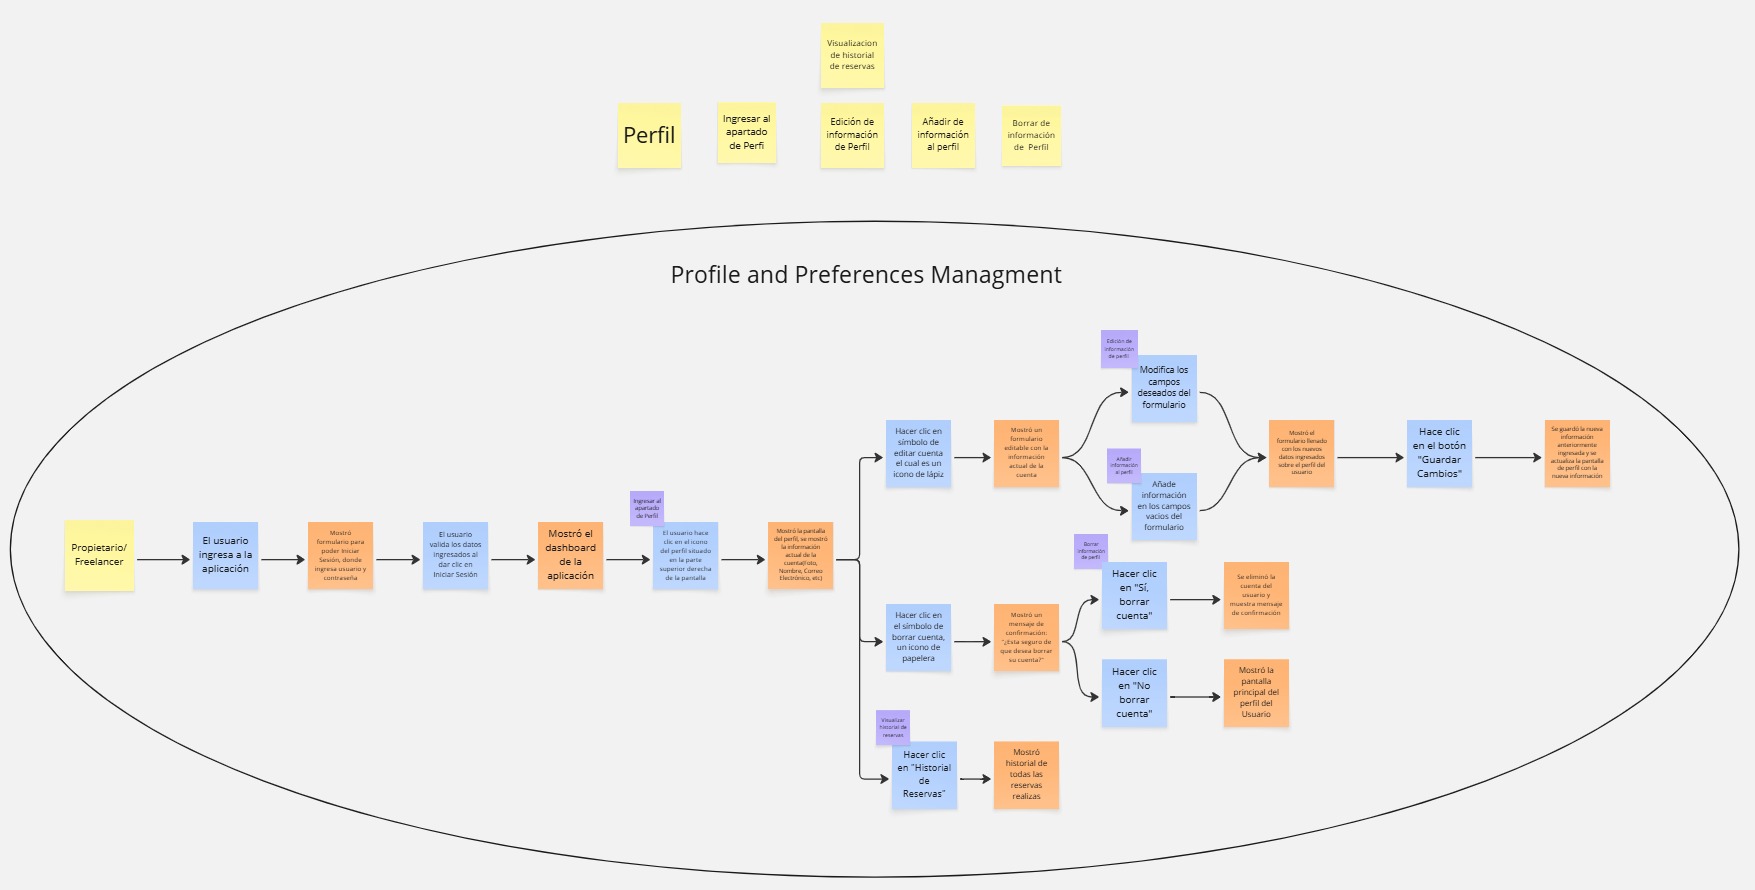 Visualizacion
de historial
de reservas
Perfil
Ingresar al
apartado
de Perfi
Edición de
información
de Perfil
Añadir de
información
al perfil
Borrar de
información
de Perfil
Profile and Preferences Managment
Propietario/
Freelancer
El usuario
ingresa a la
aplicación
Mostró
formulario para
poder Iniciar
Sesión, donde
ingresa usuario y
contraseña
El usuario
valida los datos
ingresados al
dar clic en
Iniciar Sesión
Mostró el
dashboard
de la
aplicación
Ingresar al
apartado
de Perfil
El usuario hace
clic en el icono
del perfil situado
en la parte
superior derecha
de la pantalla
Mostró la pantalla
del perfil, se mostró
la información
actual de la
cuenta(Foto,
Nombre, Correo
Electrónico, etc)
Hacer clic en
símbolo de
editar cuenta
el cual es un
icono de lápiz
Mostró un
formulario
editable con la
información
actual de la
cuenta
Edición de
información
de perfil
Modifica los
campos
deseados del
formulario
Añadir
información
al perfil
Añade
información
en los campos
vacios del
formulario
Mostró el
formulario llenado
con los nuevos
datos ingresados
sobre el perfil del
usuario
Hace clic
en el botón
"Guardar
Cambios"
Se guardó la nueva
información
anteriormente
ingresada y se
actualiza la pantalla
de perfil con la
nueva información
Hacer clic en
el símbolo de
borrar cuenta,
un icono de
papelera
Mostró un
mensaje de
confirmación:
"¿Esta seguro de
que desea borrar
su cuenta?"
Borrar
información
de perfil
Hacer clic
en "Sí,
borrar
cuenta"
Se eliminó la
cuenta del
usuario y
muestra mensaje
de confirmación
Hacer clic
en "No
borrar
cuenta"
Mostró la
pantalla
principal del
perfil del
Usuario
Visualizar
historial de
reservas
Hacer clic
en "Historial
de
Reservas"
Mostró
historial de
todas las
reservas
realizas